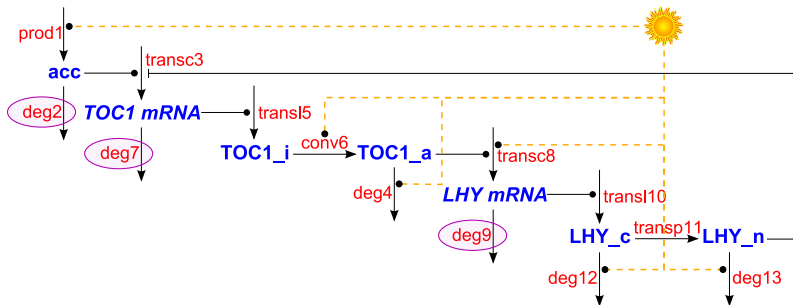 prod1
acc
transc3
deg2
TOC1 mRNA
transl5
deg7
TOC1_i
conv6
TOC1_a
transc8
deg4
LHY mRNA
transl10
deg9
LHY_c
transp11
LHY_n
deg12
deg13